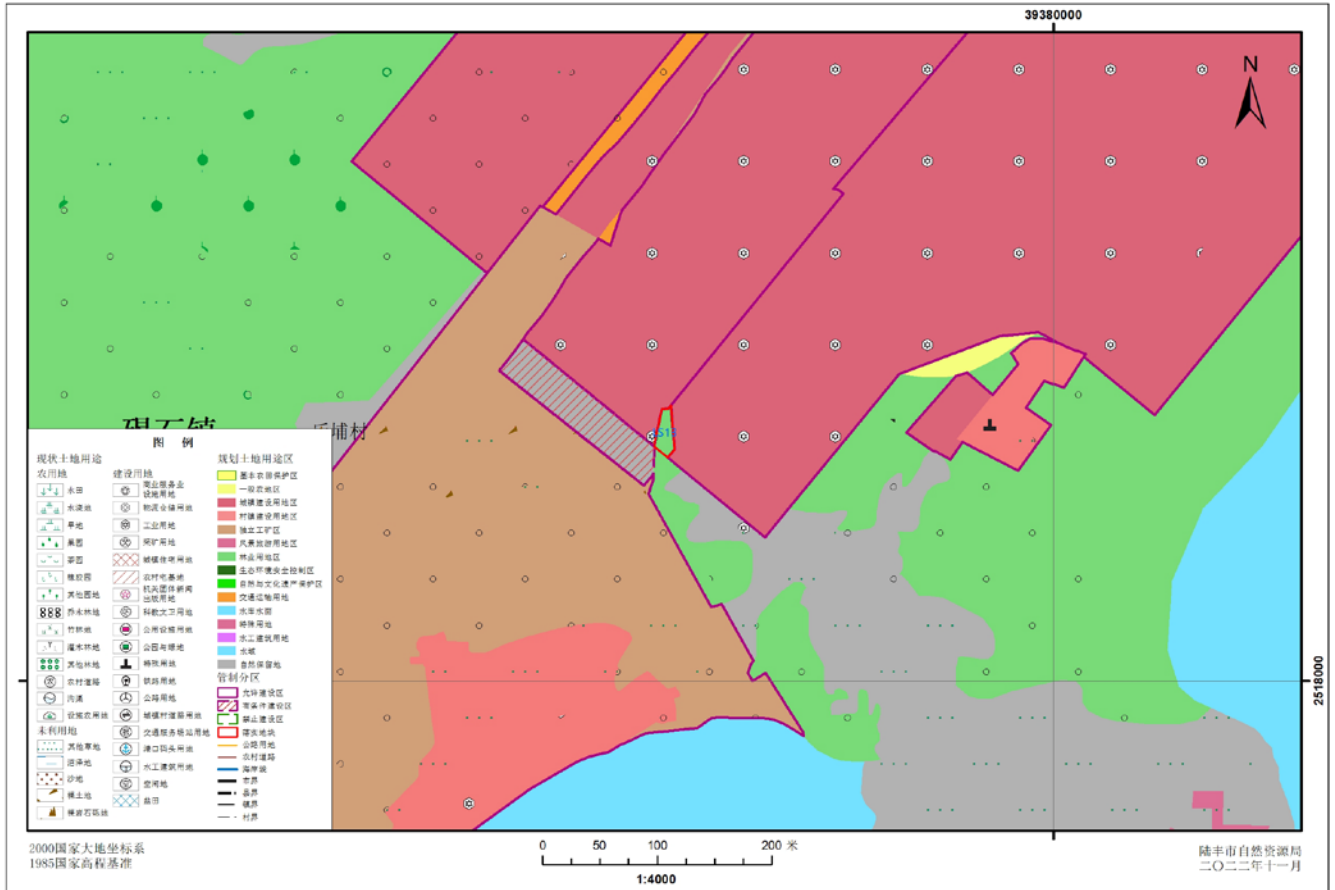 39380000
N
碣石镇
图 例
现状土地用途
农用地
水田
水浇地
旱地
果园
茶园
橡胶园
其他园地
乔木林地
竹林地
灌木林地
其他林地
农村道路
沟渠
设施农用地
未利用地
其他草地
沼泽地
沙地
裸土地
裸岩石砾地
建设用地
商业服务业
设施用地
物流仓储用地
工业用地
采矿用地
城镇住宅用地
农村宅基地
机关团体新闻
出版用地
科教文卫用地
公用设施用地
公园与绿地
特殊用地
铁路用地
公路用地
城镇村道路用地
交通服务场站用地
港口码头用地
水工建筑用地
空闲地
盐田
规划土地用途区
基本农田保护区
一般农地区
城镇建设用地区
村镇建设用地区
独立工矿区
风景旅游用地区
林业用地区
生态环境安全控制区
自然与文化遗产保护区
交通运输用地
水库水面
特殊用地
水工建筑用地
水域
自然保留地
管制分区
允许建设区
有条件建设区
禁止建设区
落实地块
公路用地
农村道路
海岸线
市界
县界
镇界
村界
2518000
2000国家大地坐标系
1985国家高程基准
0 50 100 200 米
1:4000
陆丰市自然资源局
二〇二二年十一月